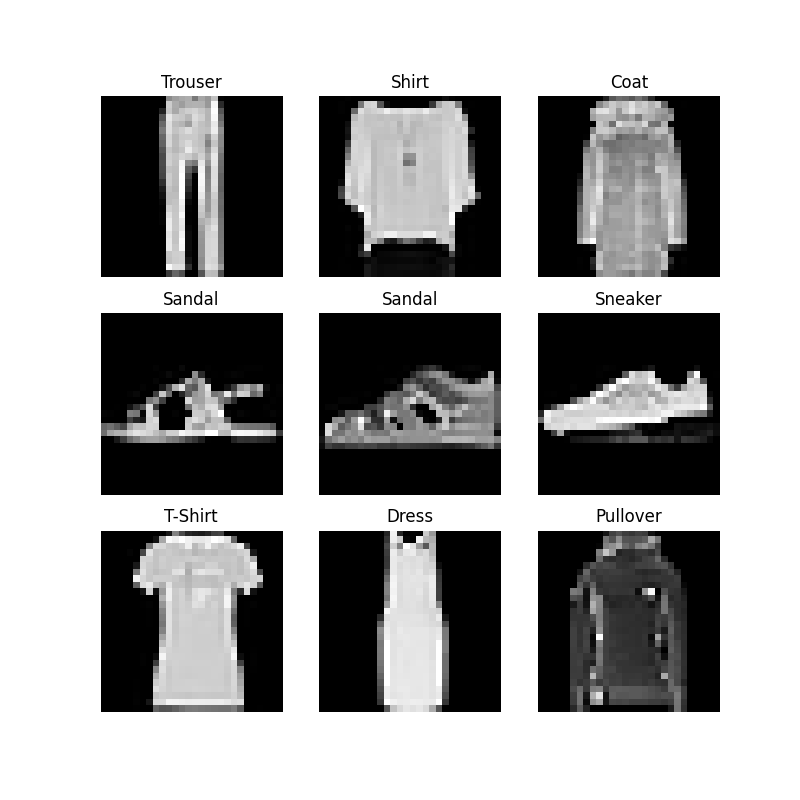 Trouser
Shirt
Coat
Sandal
Sandal
Sneaker
T-Shirt
Dress
Pullover